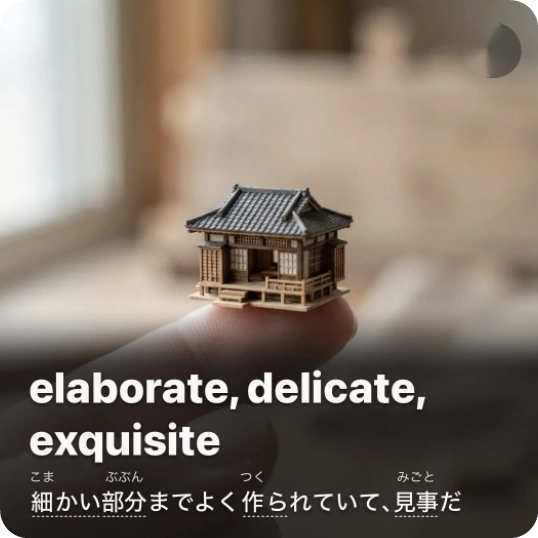 elaborate, delicate,
exquisite
こま ぶぶん つく みごと
細かい部分までよく作られていて、見事だ